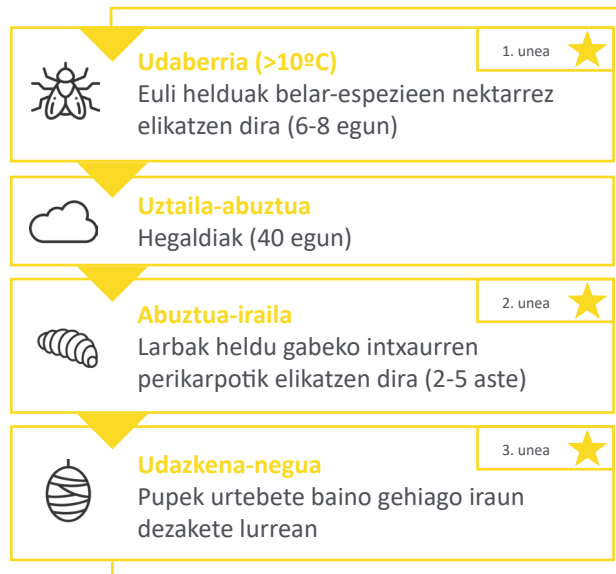 1. unea
Udaberria (>10ºC)
Euli helduak belar-espezieen nektarrez
elikatzen dira (6-8 egun)
Uztaila-abuztua
Hegaldiak (40 egun)
2. unea
Abuztua-iraila
Larbak heldu gabeko intxaurren
perikarpotik elikatzen dira (2-5 aste)
3. unea
Udazkena-negua
Pupek urtebete baino gehiago iraun
dezakete lurrean